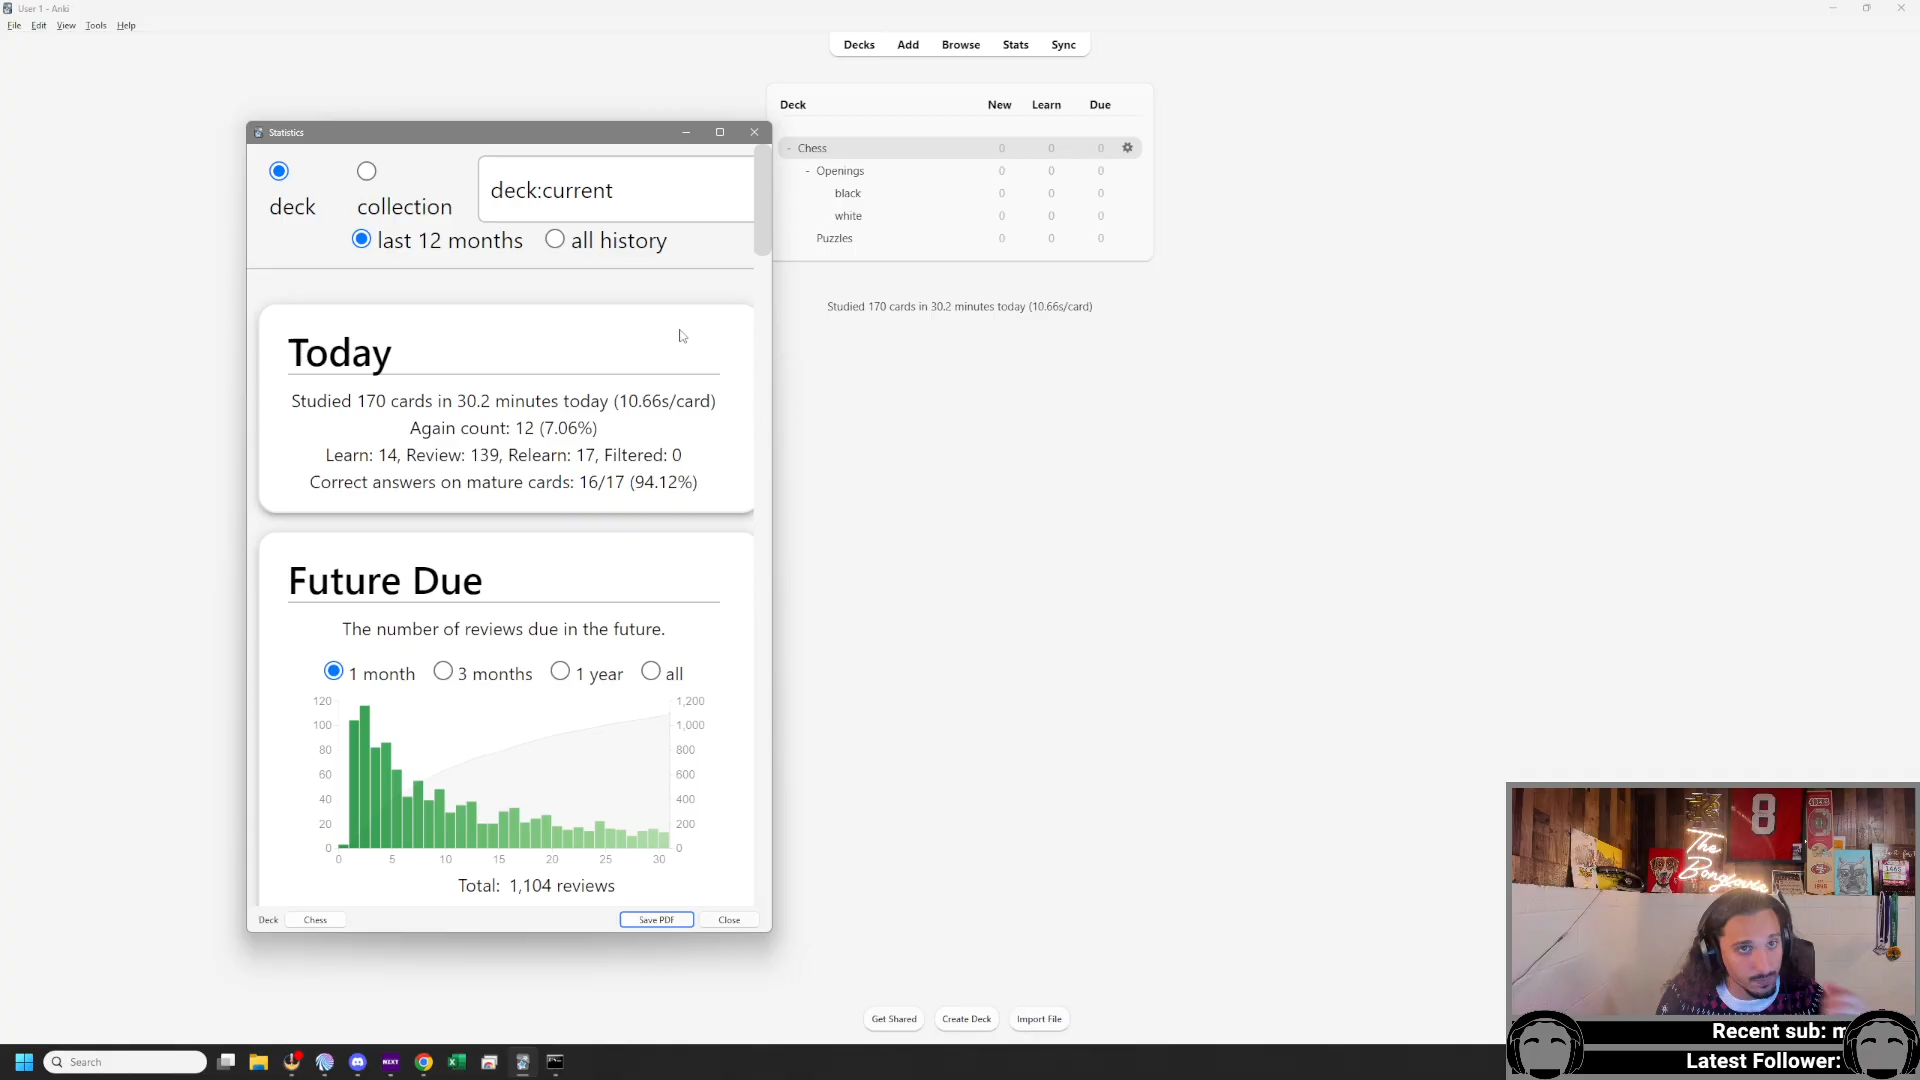 User 1 - Anki
File Edit View Tools Help
Decks Add Browse Stats Sync
Deck New Learn Due
- Chess 0 0 0
- Openings 0 0 0
black 0 0 0
white 0 0 0
Puzzles 0 0 0
Studied 170 cards in 30.2 minutes today (10.66s/card)
Statistics
deck collection deck:current
last 12 months all history
Today
Studied 170 cards in 30.2 minutes today (10.66s/card)
Again count: 12 (7.06%)
Learn: 14, Review: 139, Relearn: 17, Filtered: 0
Correct answers on mature cards: 16/17 (94.12%)
Future Due
The number of reviews due in the future.
1 month 3 months 1 year all
120 1,200
100 1,000
80 800
60 600
40 400
20 200
0 0
0 5 10 15 20 25 30
Total: 1,104 reviews
Deck Chess Save PDF Close
Get Shared Create Deck Import File
8
The
Bonglovin
Recent sub: m
Latest Follower:
Search
NZXT